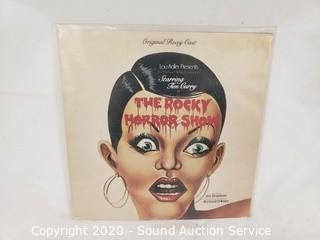 Original Roxy Cast
Lou Adler Presents
Starring
Tim Curry
THE ROCKY
HORROR SHOW
Copyright 2020 - Sound Auction Service